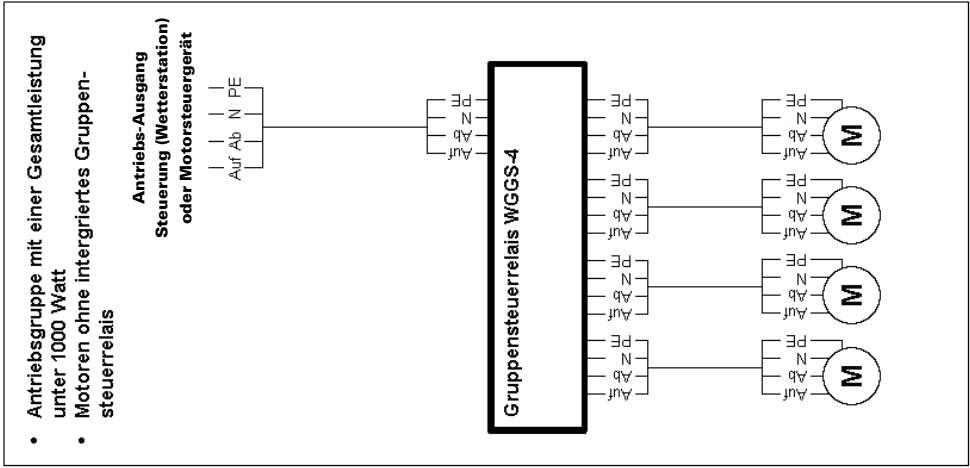 • Antriebsgruppe mit einer Gesamtleistung
unter 1000 Watt
• Motoren ohne intergriertes Gruppen-
steuerrelais
Antriebs-Ausgang
Steuerung (Wetterstation)
oder Motorsteuergerät
Auf Ab N PE
Auf Ab N PE
Gruppensteuerrelais WGGS-4
Auf Ab N PE
Auf Ab N PE
Auf Ab N PE
Auf Ab N PE
Auf Ab N PE
Auf Ab N PE
Auf Ab N PE
Auf Ab N PE
M
M
M
M